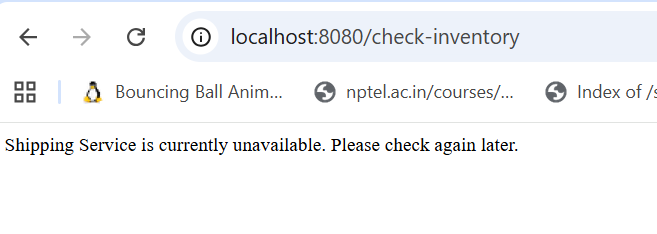 localhost:8080/check-inventory
Bouncing Ball Anim... nptel.ac.in/courses/... Index of /s
Shipping Service is currently unavailable. Please check again later.